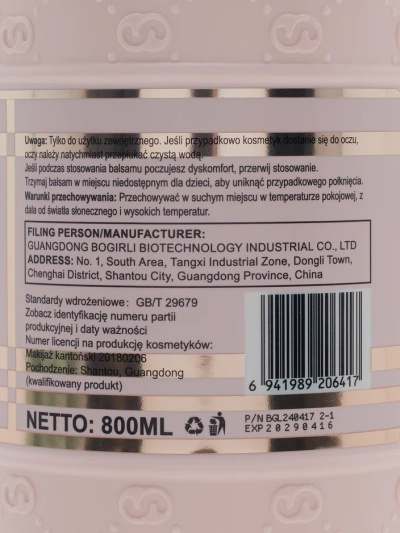 Uwaga: Tylko do użytku zewnętrznego. Jeśli przypadkowo kosmetyk dostanie się do oczu,
oczy należy natychmiast przepłukać czystą wodą.
Jeśli podczas stosowania balsamu poczujesz dyskomfort, przerwij stosowanie.
Trzymaj balsam w miejscu niedostępnym dla dzieci, aby uniknąć przypadkowego połknięcia.
Warunki przechowywania: Przechowywać w suchym miejscu w temperaturze pokojowej, z
dala od światła słonecznego i wysokich temperatur.
FILING PERSON/MANUFACTURER:
GUANGDONG BOGIRLI BIOTECHNOLOGY INDUSTRIAL CO., LTD
ADDRESS: No. 1, South Area, Tangxi Industrial Zone, Dongli Town,
Chenghai District, Shantou City, Guangdong Province, China
Standardy wdrożeniowe: GB/T 29679
Zobacz identyfikację numeru partii
produkcyjnej i daty ważności
Numer licencji na produkcję kosmetyków:
Makijaż kantoński 20180206
Pochodzenie: Shantou, Guangdong
(kwalifikowany produkt)
6 941989 206417
NETTO: 800ML
P/N BGL240417 2-1
EXP 20290416